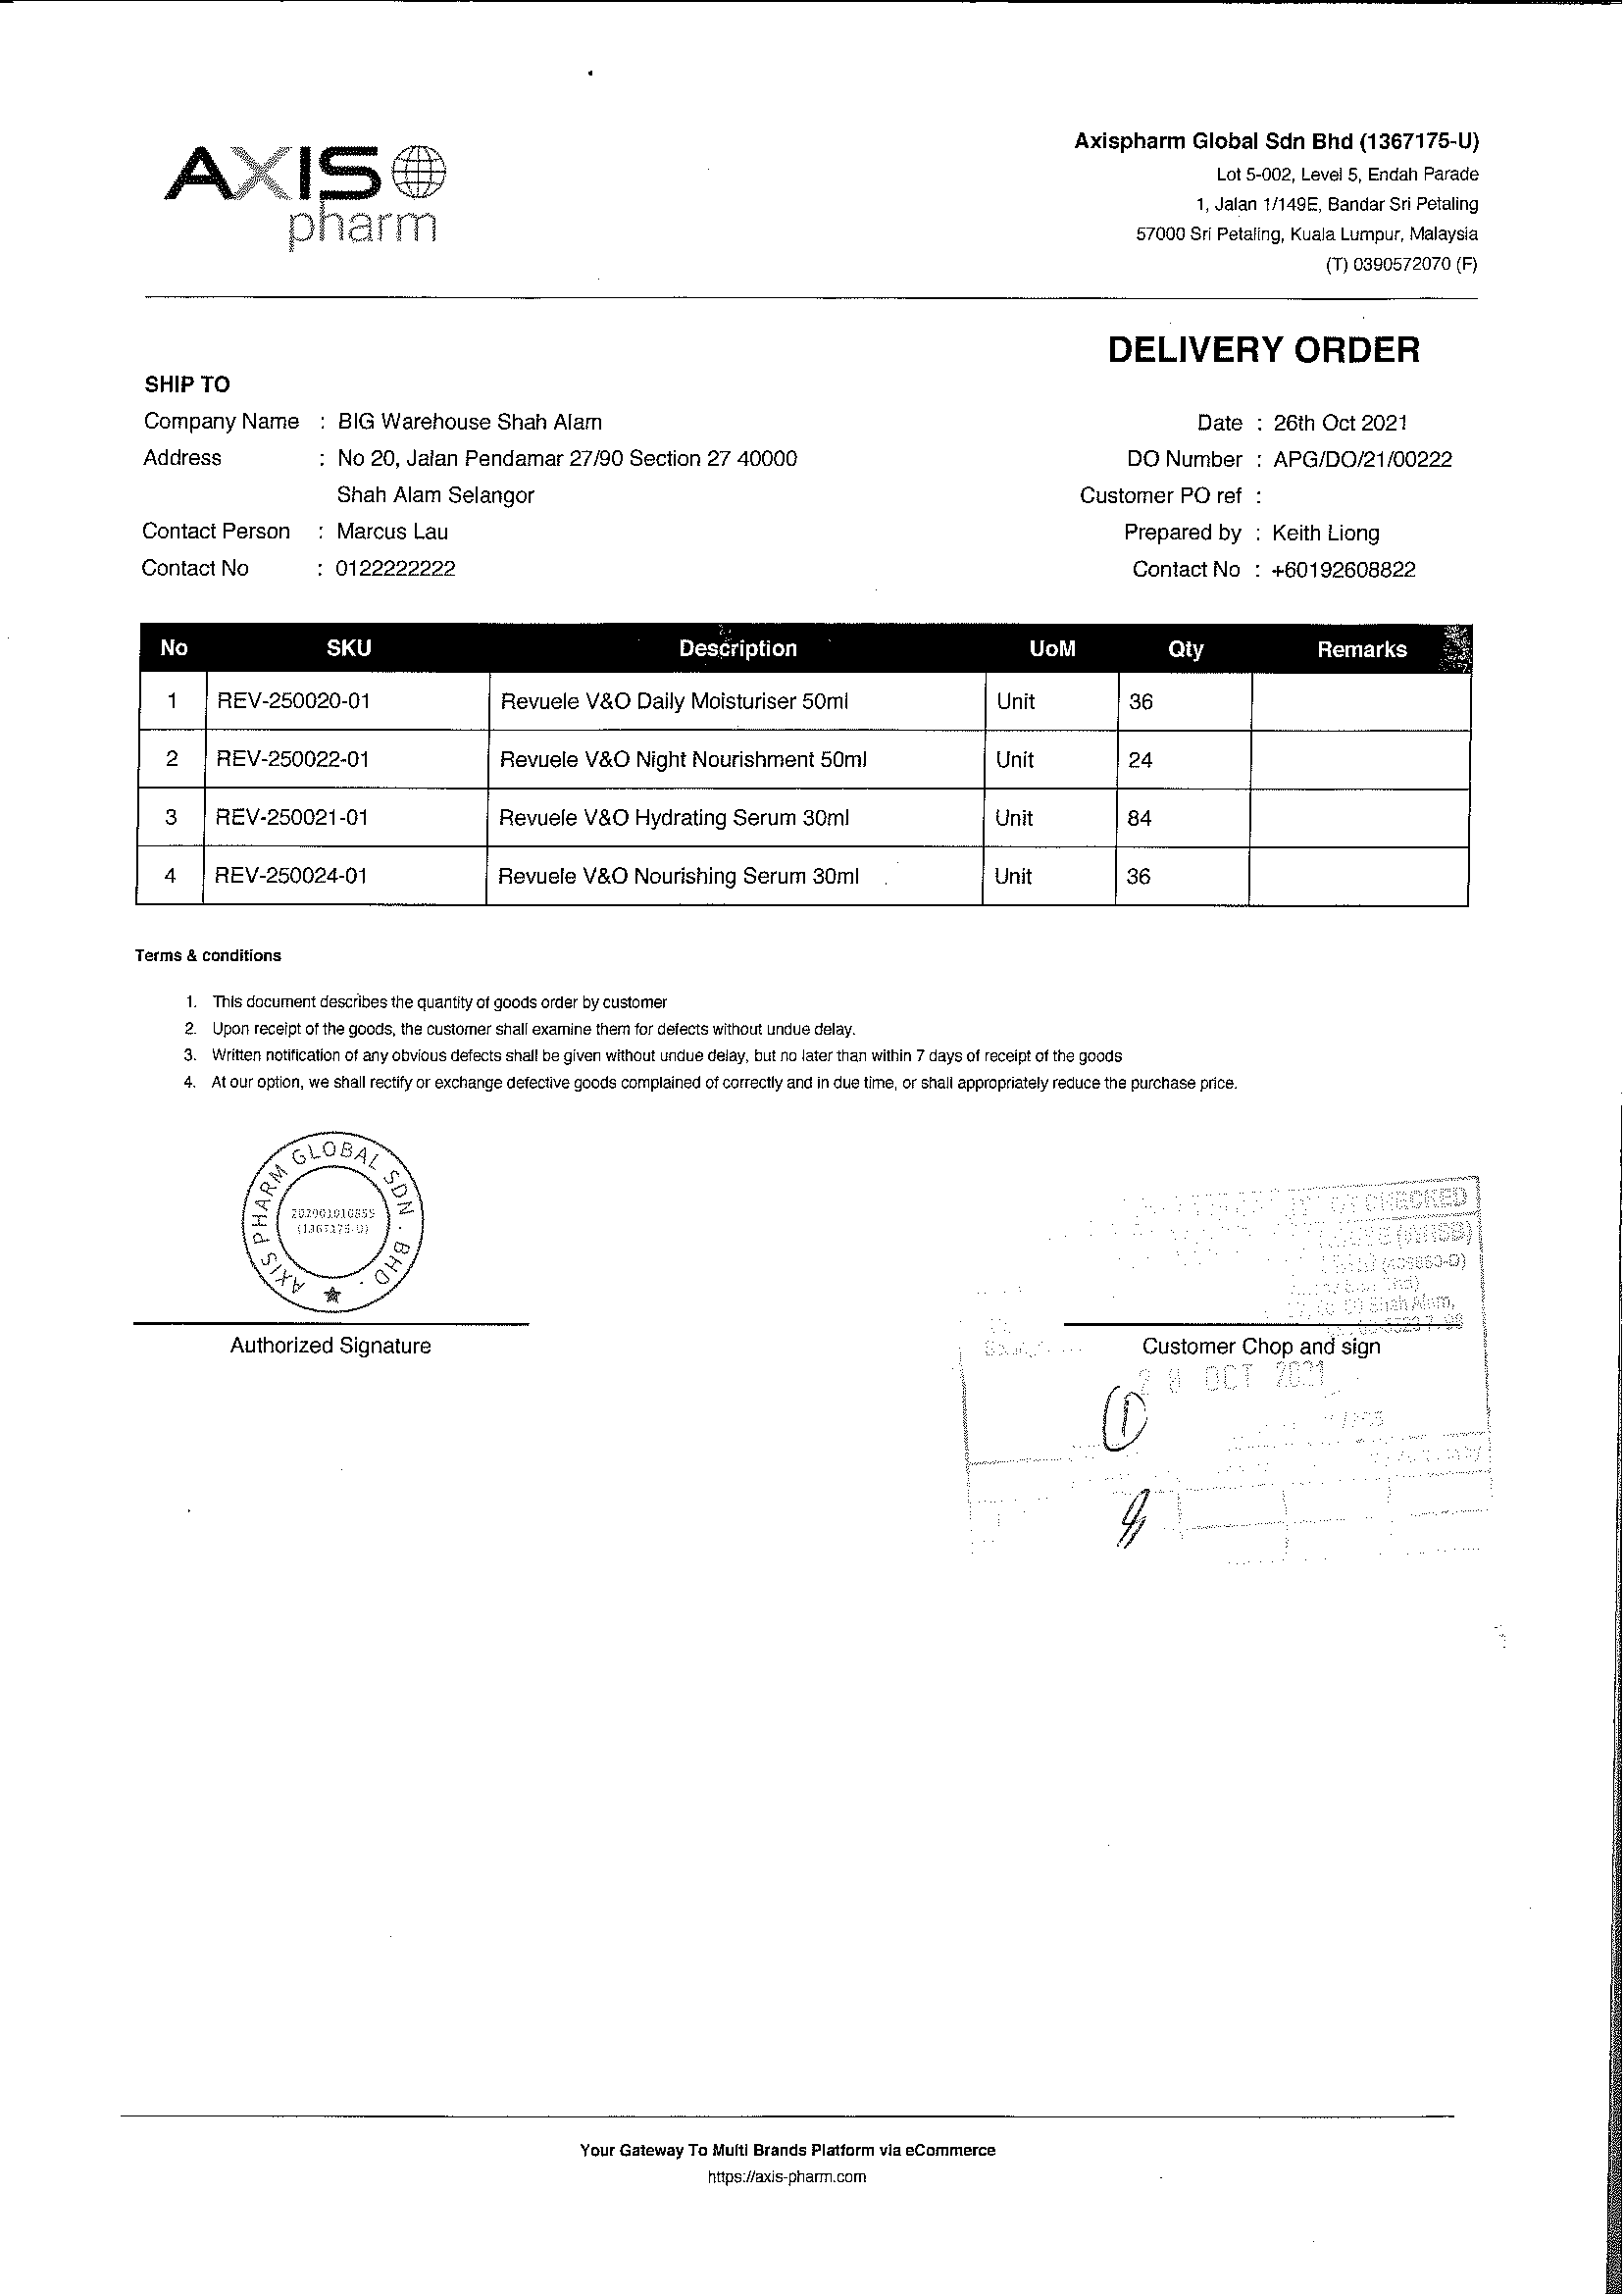 AXIS
pharm
Axispharm Global Sdn Bhd (1367175-U)
Lot 5-002, Level 5, Endah Parade
1, Jalan 1/149E, Bandar Sri Petaling
57000 Sri Petaling, Kuala Lumpur, Malaysia
(T) 0390572070 (F)
DELIVERY ORDER
SHIP TO
Company Name : BIG Warehouse Shah Alam
Address : No 20, Jalan Pendamar 27/90 Section 27 40000
Shah Alam Selangor
Contact Person : Marcus Lau
Contact No : 0122222222
Date : 26th Oct 2021
DO Number : APG/DO/21/00222
Customer PO ref :
Prepared by : Keith Liong
Contact No : +60192608822
No SKU Description UoM Qty Remarks
1 REV-250020-01 Revuele V&O Daily Moisturiser 50ml Unit 36
2 REV-250022-01 Revuele V&O Night Nourishment 50ml Unit 24
3 REV-250021-01 Revuele V&O Hydrating Serum 30ml Unit 84
4 REV-250024-01 Revuele V&O Nourishing Serum 30ml Unit 36
Terms & conditions
1. This document describes the quantity of goods order by customer
2. Upon receipt of the goods, the customer shall examine them for defects without undue delay.
3. Written notification of any obvious defects shall be given without undue delay, but no later than within 7 days of receipt of the goods
4. At our option, we shall rectify or exchange defective goods complained of correctly and in due time, or shall appropriately reduce the purchase price.
AXIS PHARM GLOBAL SDN. BHD.
(1367175-U)
Authorized Signature
CHECKED
(WHSB)
Shah Alam,
Customer Chop and sign
OCT 2021
1
Your Gateway To Multi Brands Platform via eCommerce
https://axis-pharm.com